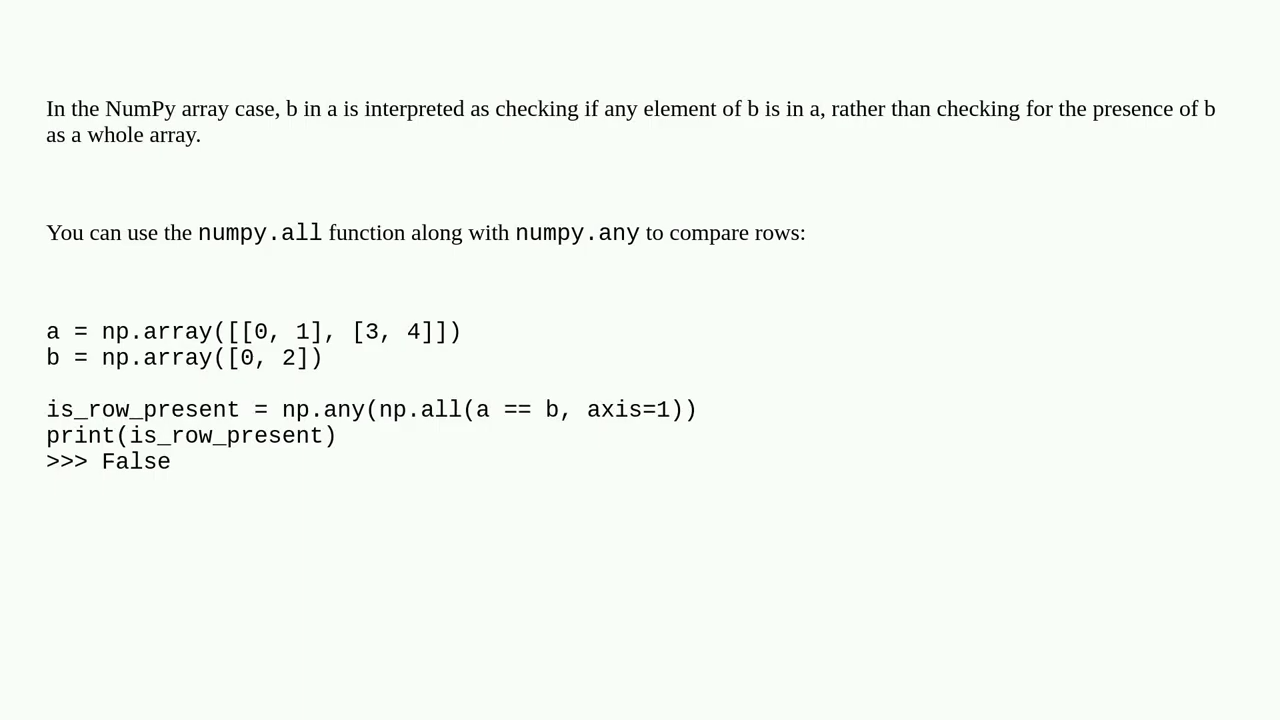 In the NumPy array case, b in a is interpreted as checking if any element of b is in a, rather than checking for the presence of b
as a whole array.
You can use the numpy.all function along with numpy.any to compare rows:
a = np.array([[0, 1], [3, 4]])
b = np.array([0, 2])
is_row_present = np.any(np.all(a == b, axis=1))
print(is_row_present)
>>> False